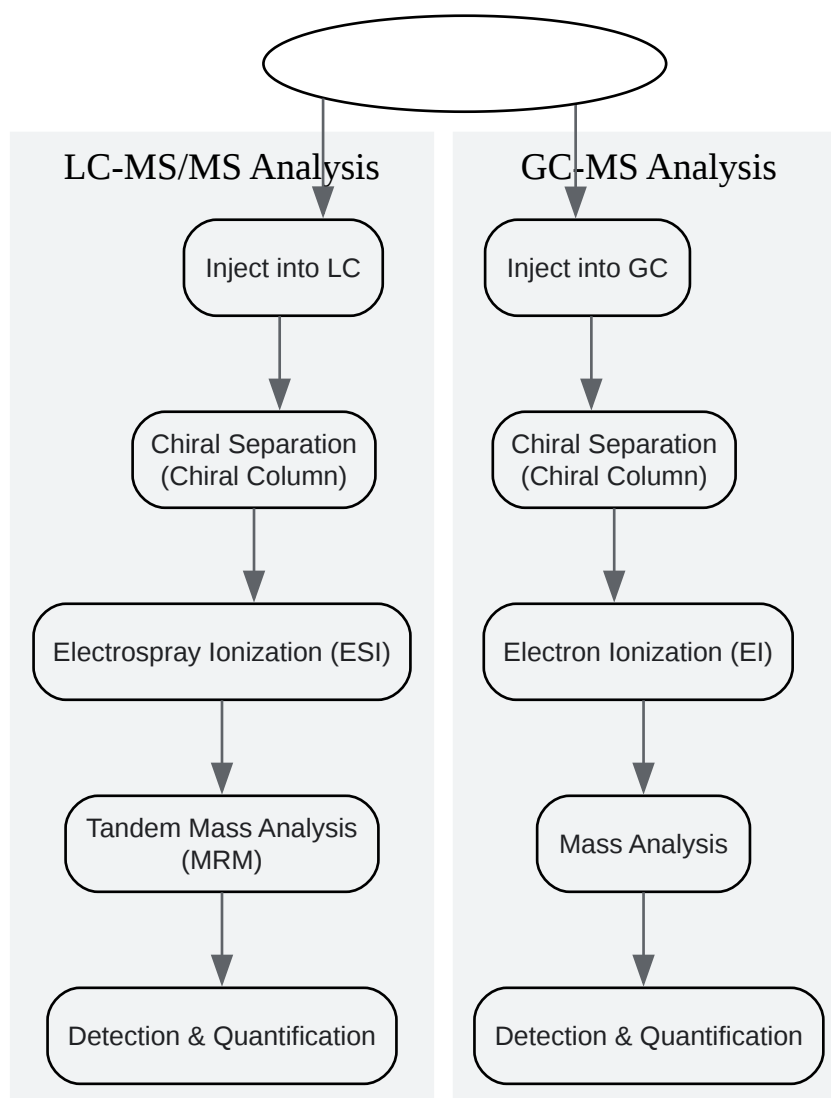 LC-MS/MS Analysis
Inject into LC
Chiral Separation
(Chiral Column)
Electrospray Ionization (ESI)
Tandem Mass Analysis
(MRM)
Detection & Quantification
GC-MS Analysis
Inject into GC
Chiral Separation
(Chiral Column)
Electron Ionization (EI)
Mass Analysis
Detection & Quantification